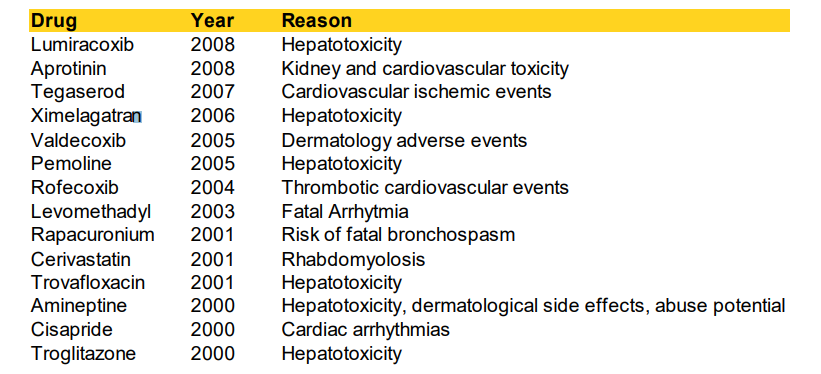 Drug Year Reason
Lumiracoxib 2008 Hepatotoxicity
Aprotinin 2008 Kidney and cardiovascular toxicity
Tegaserod 2007 Cardiovascular ischemic events
Ximelagatran 2006 Hepatotoxicity
Valdecoxib 2005 Dermatology adverse events
Pemoline 2005 Hepatotoxicity
Rofecoxib 2004 Thrombotic cardiovascular events
Levomethadyl 2003 Fatal Arrhytmia
Rapacuronium 2001 Risk of fatal bronchospasm
Cerivastatin 2001 Rhabdomyolosis
Trovafloxacin 2001 Hepatotoxicity
Amineptine 2000 Hepatotoxicity, dermatological side effects, abuse potential
Cisapride 2000 Cardiac arrhythmias
Troglitazone 2000 Hepatotoxicity